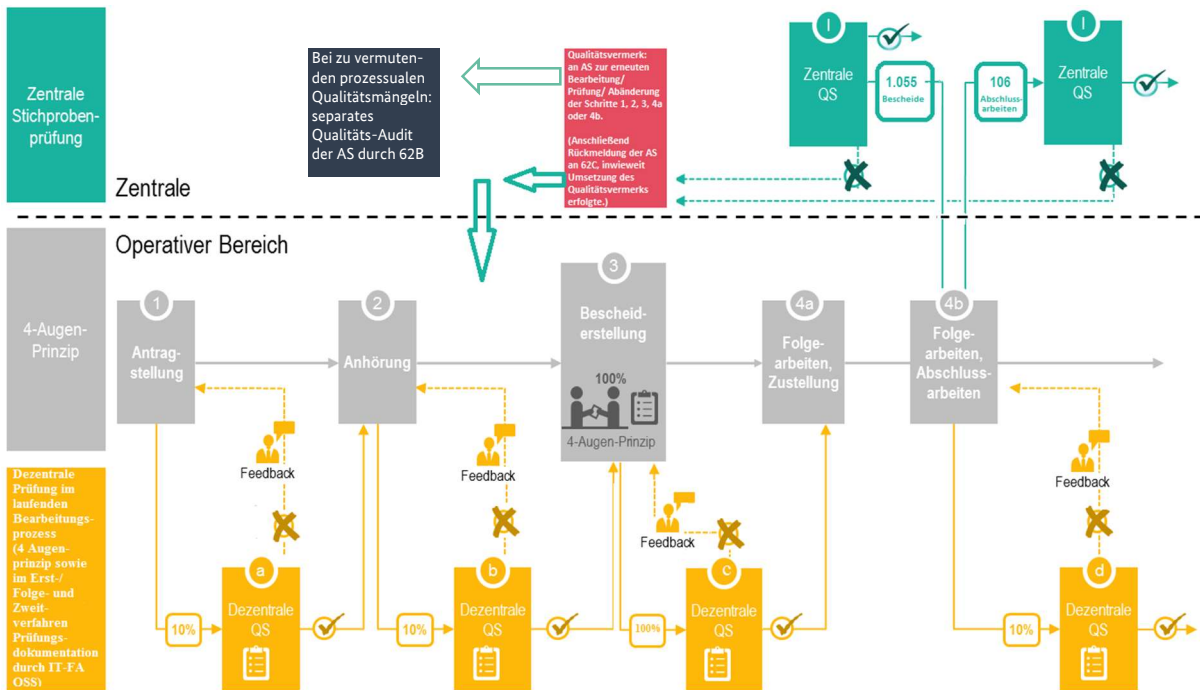 Zentrale
Stichproben-
prüfung
Zentrale
Bei zu vermuten-
den prozessualen
Qualitätsmängeln:
separates
Qualitäts-Audit
der AS durch 62B
Qualitätsvermerk:
an AS zur erneuten
Bearbeitung/
Prüfung/ Abänderung
der Schritte 1, 2, 3, 4a
oder 4b.
(Anschließend
Rückmeldung der AS
an 62C, inwieweit
Umsetzung des
Qualitätsvermerks
erfolgte.)
I
Zentrale
QS
1.055
Bescheide
106
Abschluss-
arbeiten
I
Zentrale
QS
Operativer Bereich
4-Augen-
Prinzip
1
Antrag-
stellung
2
Anhörung
3
Bescheid-
erstellung
100%
4-Augen-Prinzip
4a
Folge-
arbeiten,
Zustellung
4b
Folge-
arbeiten,
Abschluss-
arbeiten
Feedback
Feedback
Feedback
Feedback
Dezentrale
Prüfung im
laufenden
Bearbeitungs-
prozess
(4 Augen-
prinzip sowie
im Erst-/
Folge- und
Zweit-
verfahren
Prüfungs-
dokumentation
durch IT-FA
OSS)
10%
a
Dezentrale
QS
10%
b
Dezentrale
QS
100%
c
Dezentrale
QS
10%
d
Dezentrale
QS